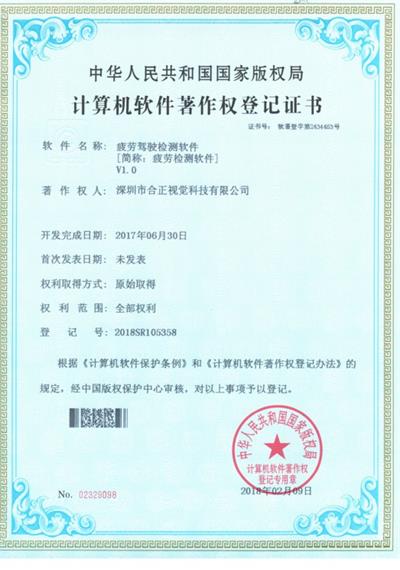 中华人民共和国国家版权局
计算机软件著作权登记证书
证书号： 软著登字第2434453号
软件名称： 疲劳驾驶检测软件
[简称：疲劳检测软件]
V1.0
著作权人： 深圳市合正视觉科技有限公司
开发完成日期： 2017年06月30日
首次发表日期： 未发表
权利取得方式： 原始取得
权利范围： 全部权利
登记号： 2018SR105358
根据《计算机软件保护条例》和《计算机软件著作权登记办法》的
规定，经中国版权保护中心审核，对以上事项予以登记。
中华人民共和国国家版权局
计算机软件著作权
登记专用章
No. 02329098
2018年02月09日